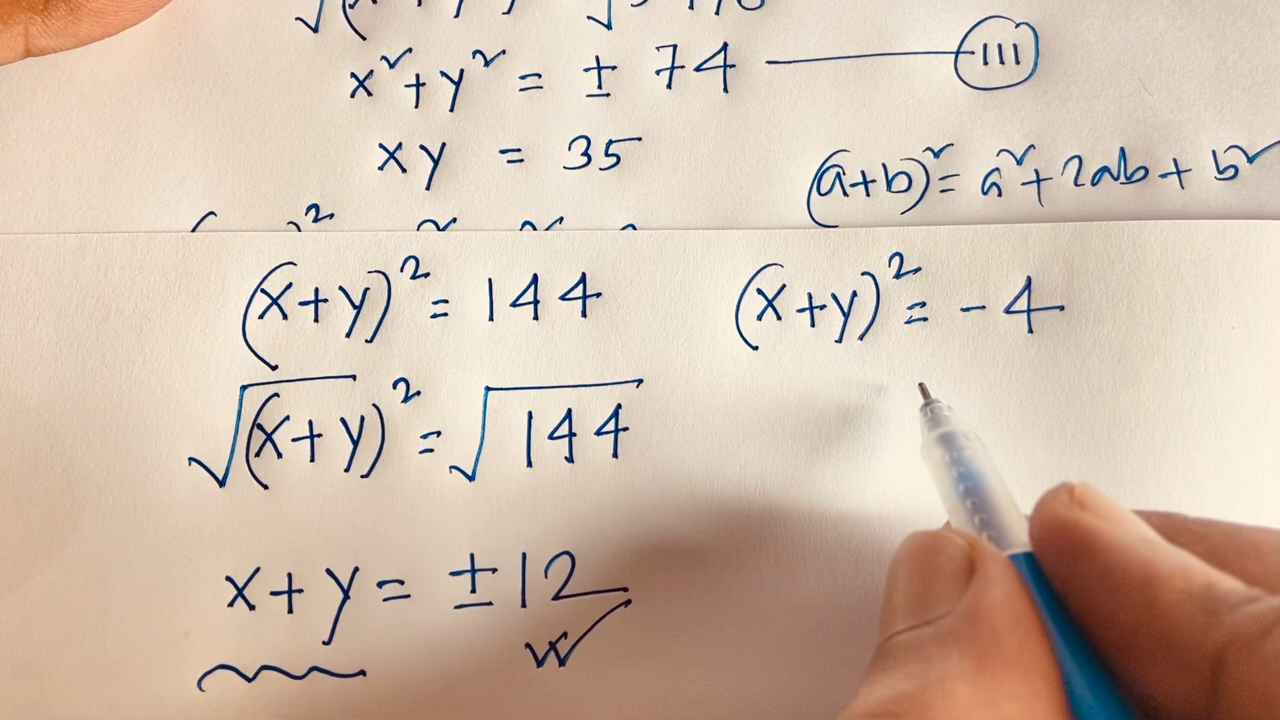 x² + y² = ± 74 (III)
xy = 35
(a+b)² = a² + 2ab + b²
(x+y)² = 144
(x+y)² = -4
√(x+y)² = √144
x + y = ± 12